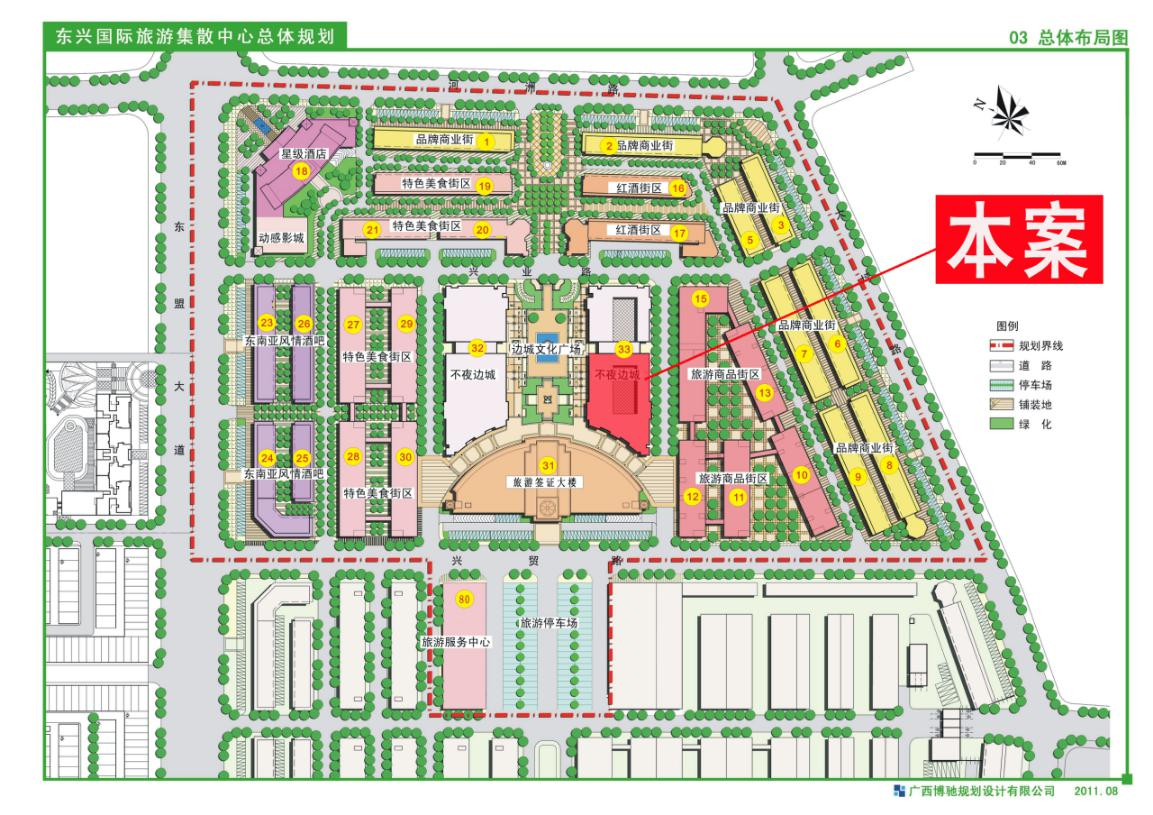 东兴国际旅游集散中心总体规划
03 总体布局图
河 洲 路
N
0 20 40 60M
品牌商业街 1
2 品牌商业街
星级酒店
18
特色美食街区 19
红酒街区 16
品牌商业街
3
5
21 特色美食街区 20
红酒街区 17
动感影城
本案
兴 业 路
东 盟 大 道
路
15
23
26
27
29
32
边城文化广场
33
品牌商业街
6
7
东南亚风情酒吧
特色美食街区
不夜边城
不夜边城
旅游商品街区
13
图例
规划界线
道 路
停车场
铺装地
绿 化
24
25
28
30
31
品牌商业街
9
8
10
东南亚风情酒吧
特色美食街区
旅游签证大楼
旅游商品街区
12
11
兴 贸 路
80
旅游服务中心
旅游停车场
广西博驰规划设计有限公司 2011.08